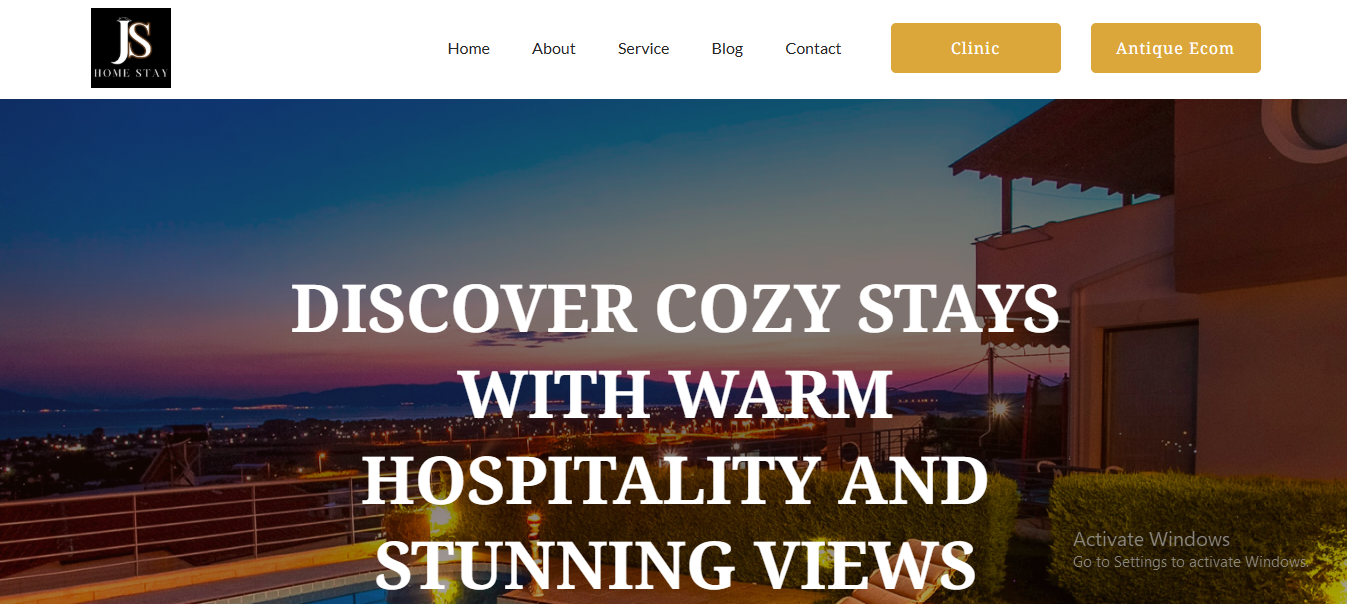 JS
HOME STAY
Home About Service Blog Contact Clinic Antique Ecom
DISCOVER COZY STAYS
WITH WARM
HOSPITALITY AND
STUNNING VIEWS
Activate Windows
Go to Settings to activate Windows.